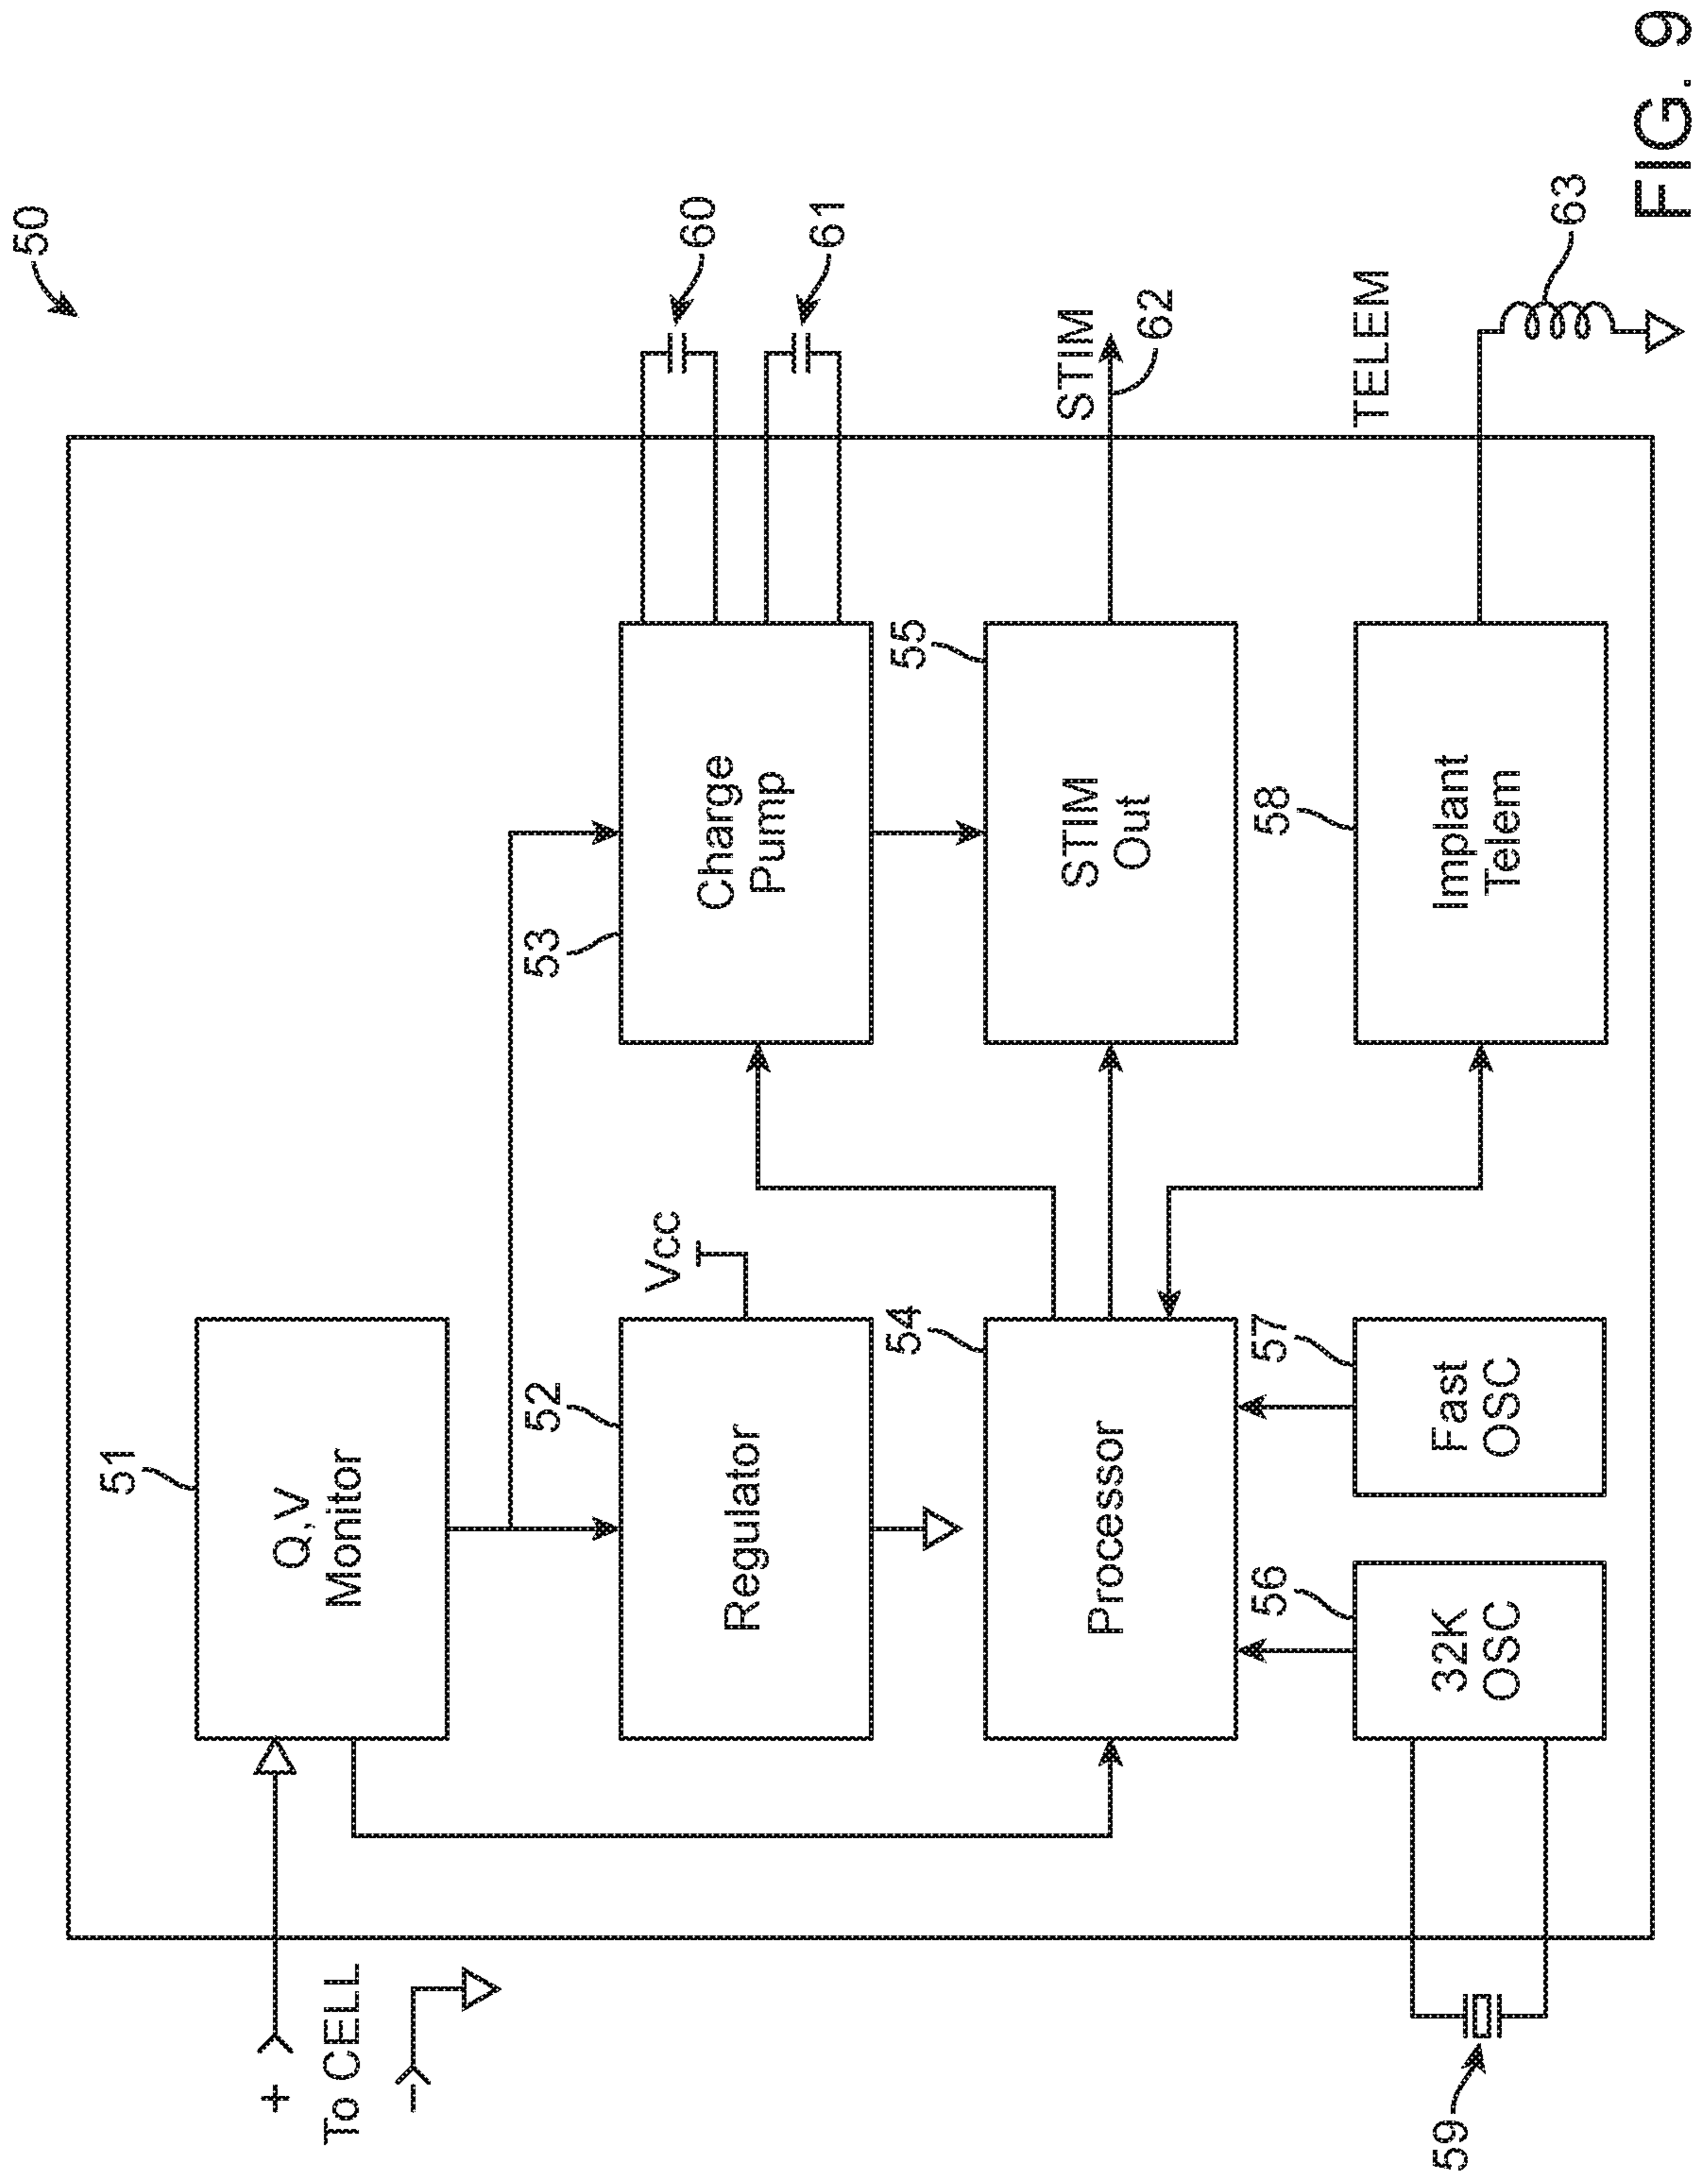 50
51
Q,V
Monitor
+
To CELL
–
52
Regulator
Vcc
53
Charge
Pump
60
61
54
Processor
55
STIM
Out
STIM
62
56
32K
OSC
57
Fast
OSC
58
Implant
Telem
TELEM
63
59
FIG. 9